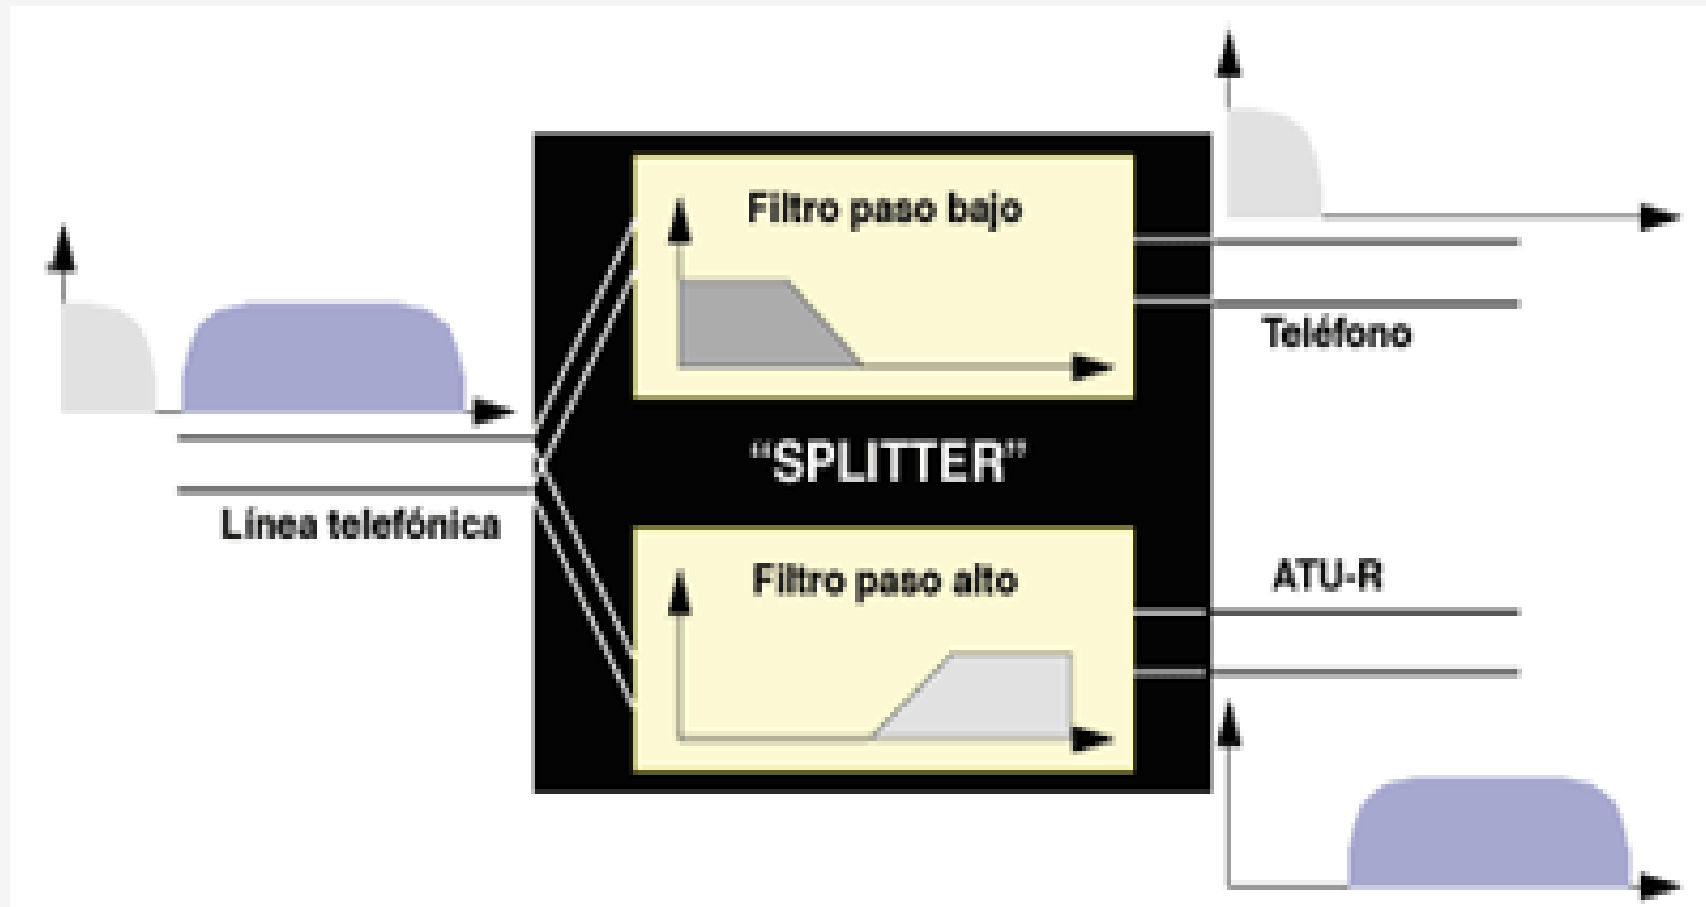 Filtro paso bajo
Teléfono
“SPLITTER”
Línea telefónica
Filtro paso alto
ATU-R